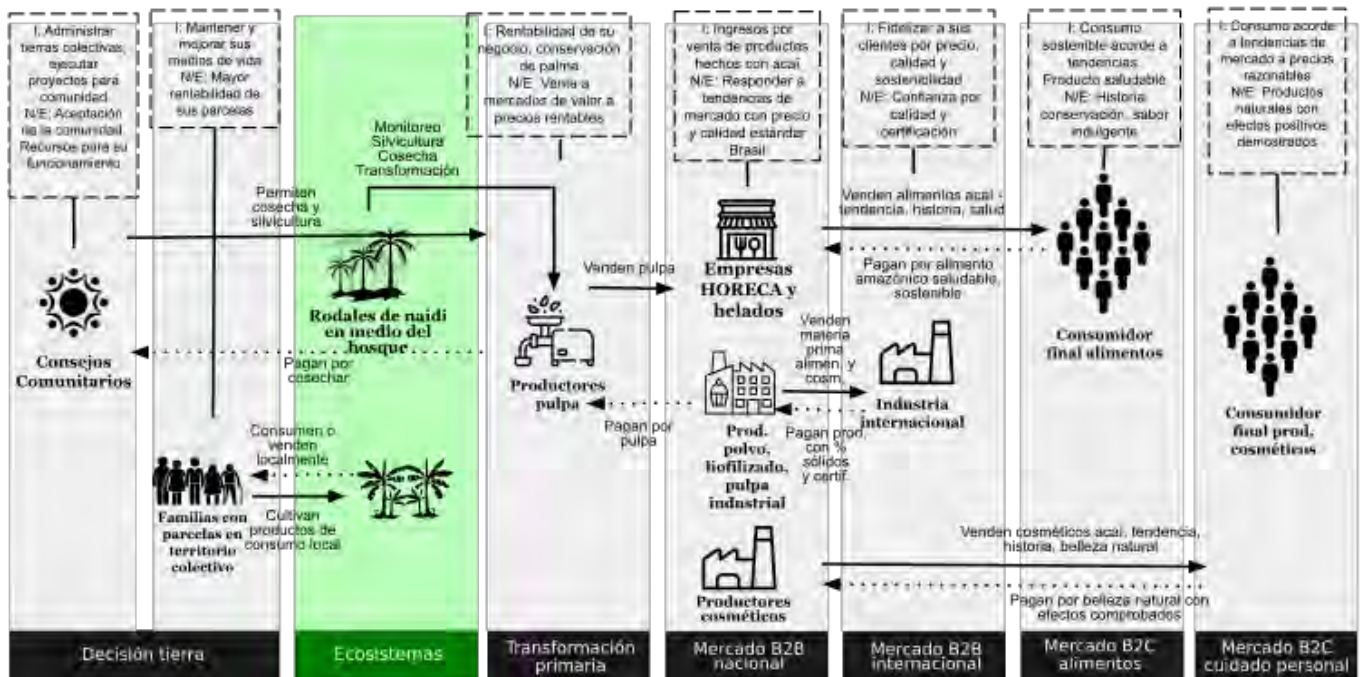 I: Administrar
tierras colectivas,
ejecutar
proyectos para
comunidad
N/E: Aceptación
de la comunidad.
Recursos para su
funcionamiento
I: Mantener y
mejorar sus
medios de vida
N/E: Mayor
rentabilidad de
sus parcelas
I: Rentabilidad de su
negocio, conservación
de palma
N/E: Venta a
mercados de valor a
precios rentables
I: Ingresos por
venta de productos
hechos con acaí
N/E: Responder a
tendencias de
mercado con precio
y calidad estándar
Brasil
I: Fidelizar a sus
clientes por precio,
calidad y
sostenibilidad
N/E: Confianza por
calidad y
certificación
I: Consumo
sostenible acorde a
tendencias
Producto saludable
N/E: Historia
conservación, sabor
indulgente
I: Consumo acorde
a tendencias de
mercado a precios
razonables
N/E: Productos
naturales con
efectos positivos
demostrados
Monitoreo
Silvicultura
Cosecha
Transformación
Permiten
cosecha y
silvicultura
Venden alimentos acai -
tendencia, historia, salud
Venden pulpa
Empresas
HORECA y
helados
Pagan por alimento
amazónico saludable,
sostenible
Rodales de naidi
en medio del
bosque
Consejos
Comunitarios
Pagan por
cosechar
Productores
pulpa
Venden
materia
prima
alimen. y
cosm.
Consumidor
final alimentos
Industria
internacional
Consumidor
final prod.
cosméticos
Pagan por
pulpa
Prod.
polvo,
liofilizado,
pulpa
industrial
Pagan prod.
con %
sólidos
y certif.
Consumen o
venden
localmente
Familias con
parcelas en
territorio
colectivo
Cultivan
productos de
consumo local
Venden cosméticos acai, tendencia,
historia, belleza natural
Productores
cosméticos
Pagan por belleza natural con
efectos comprobados
Decisión tierra
Ecosistemas
Transformación
primaria
Mercado B2B
nacional
Mercado B2B
internacional
Mercado B2C
alimentos
Mercado B2C
cuidado personal